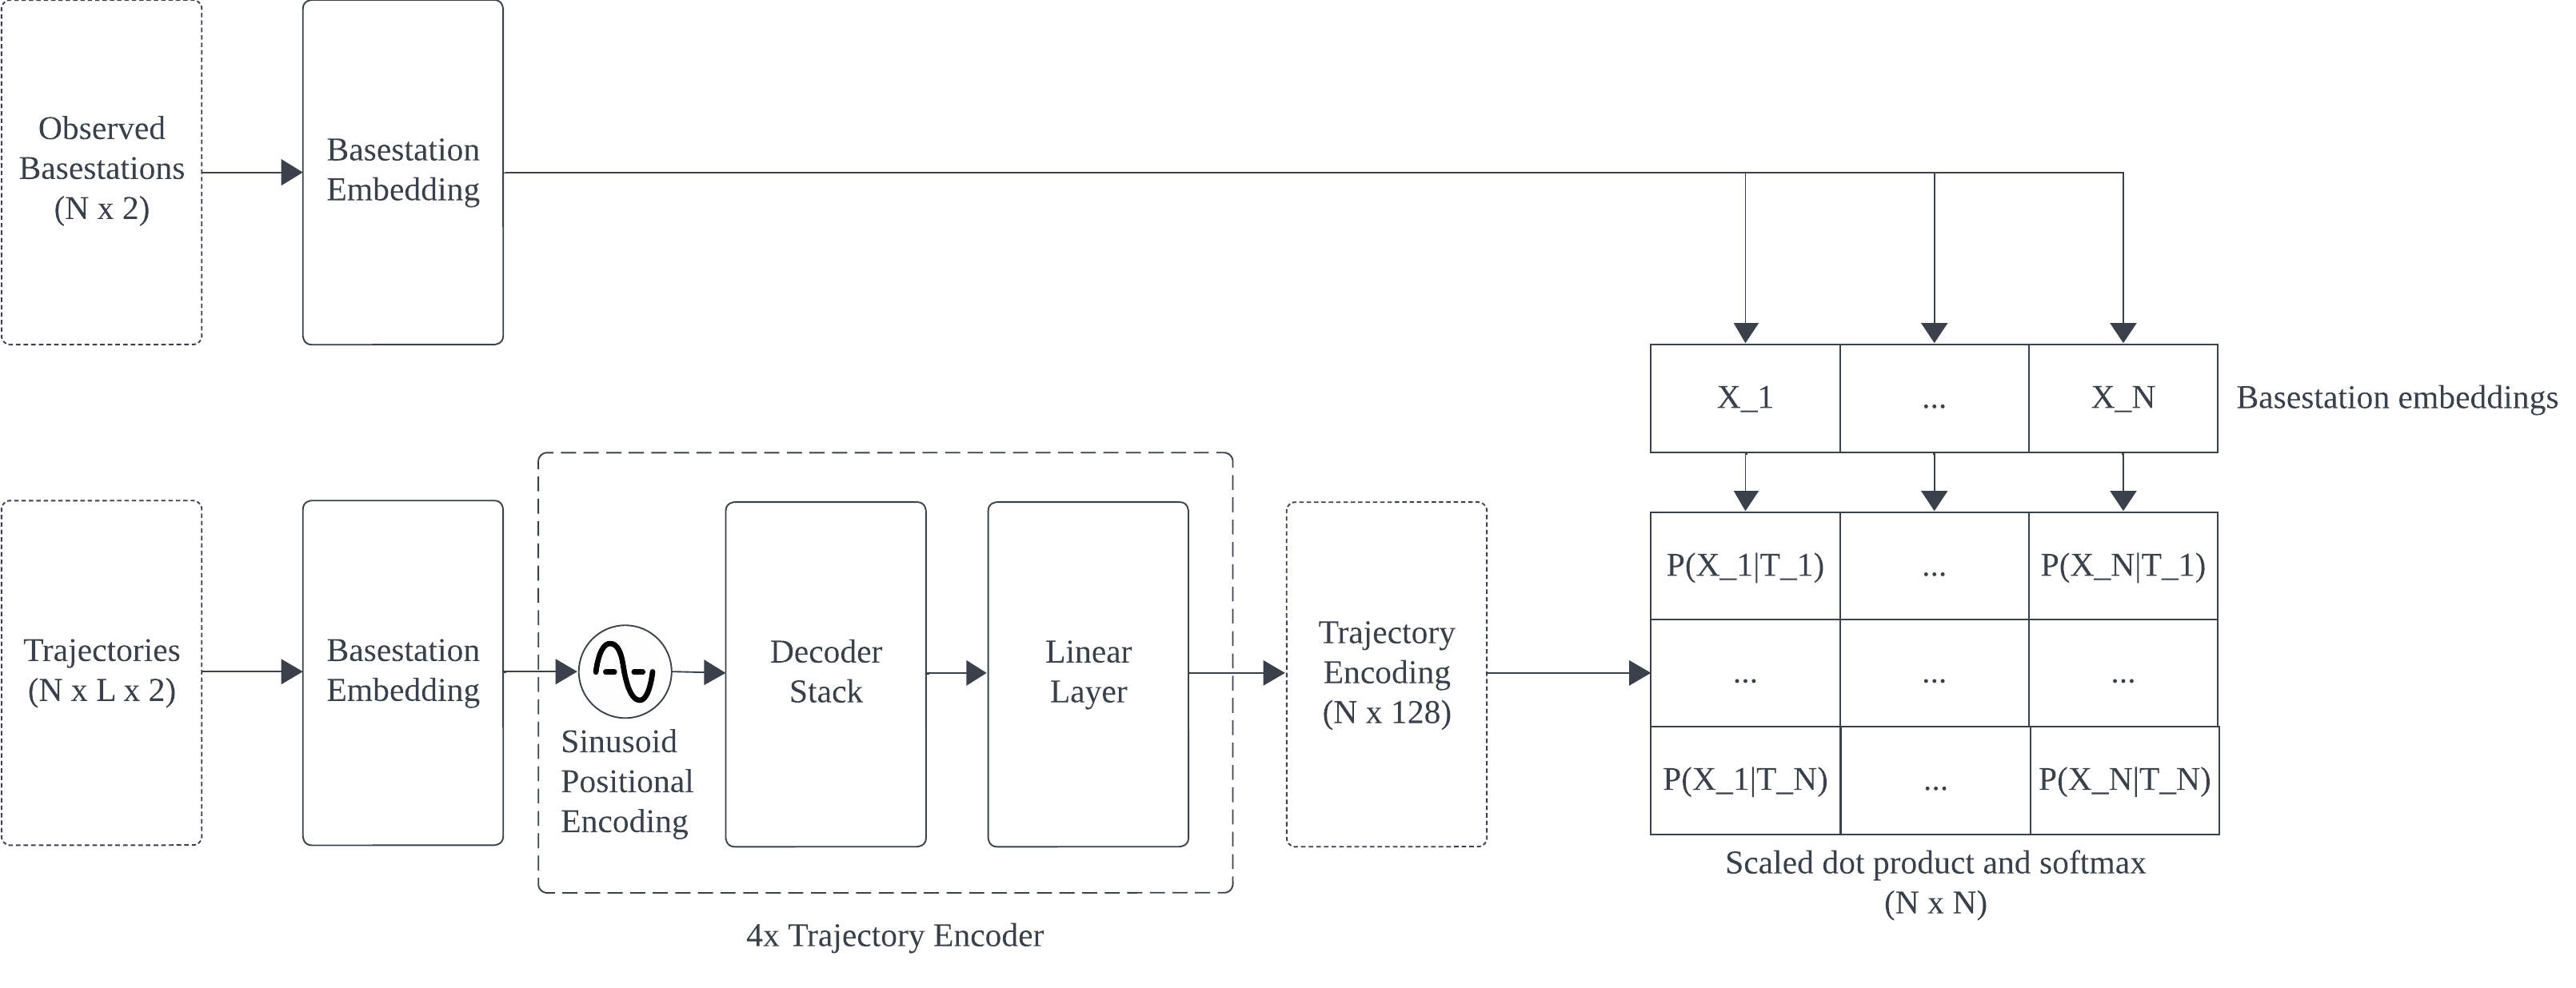 Observed
Basestations
(N x 2)
Basestation
Embedding
X_1
...
X_N
Basestation embeddings
Trajectories
(N x L x 2)
Basestation
Embedding
Sinusoid
Positional
Encoding
Decoder
Stack
Linear
Layer
4x Trajectory Encoder
Trajectory
Encoding
(N x 128)
P(X_1|T_1)
...
P(X_N|T_1)
...
...
...
P(X_1|T_N)
...
P(X_N|T_N)
Scaled dot product and softmax
(N x N)